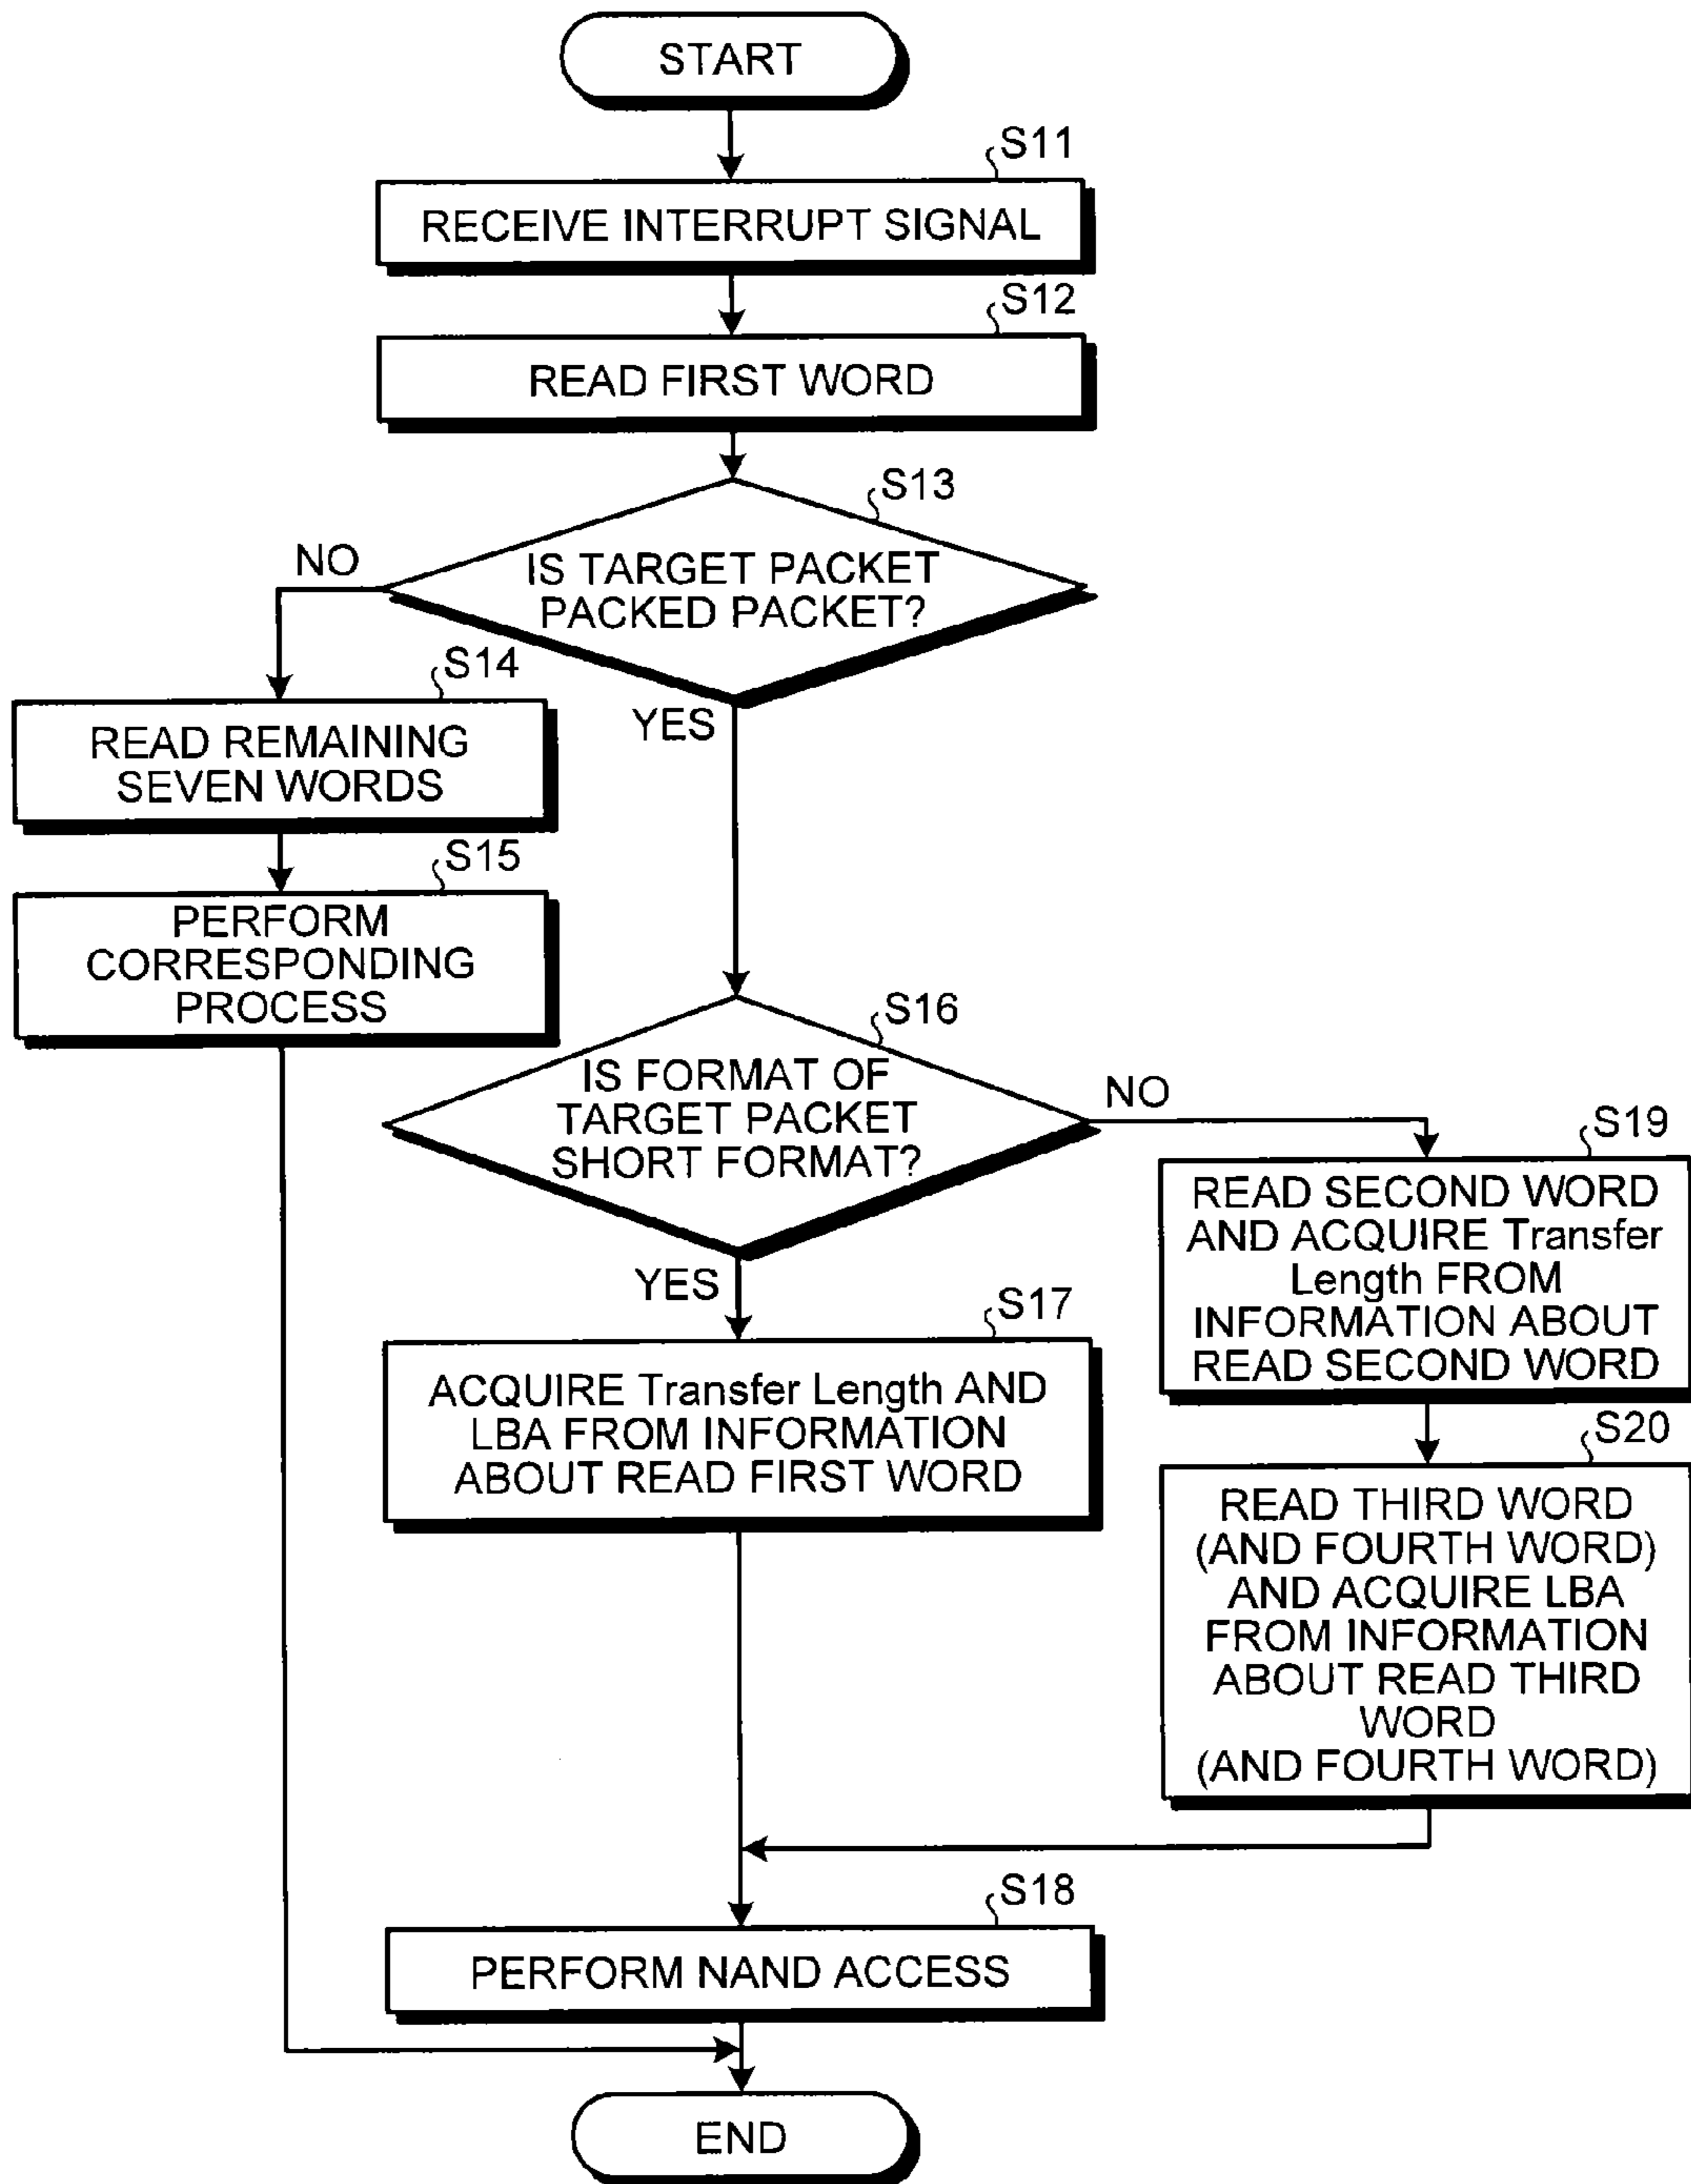 START
S11
RECEIVE INTERRUPT SIGNAL
S12
READ FIRST WORD
S13
NO
IS TARGET PACKET
PACKED PACKET?
S14
YES
READ REMAINING
SEVEN WORDS
S15
PERFORM
CORRESPONDING
PROCESS
S16
IS FORMAT OF
TARGET PACKET
SHORT FORMAT?
NO
S19
READ SECOND WORD
AND ACQUIRE Transfer
Length FROM
INFORMATION ABOUT
READ SECOND WORD
YES
S17
ACQUIRE Transfer Length AND
LBA FROM INFORMATION
ABOUT READ FIRST WORD
S20
READ THIRD WORD
(AND FOURTH WORD)
AND ACQUIRE LBA
FROM INFORMATION
ABOUT READ THIRD
WORD
(AND FOURTH WORD)
S18
PERFORM NAND ACCESS
END